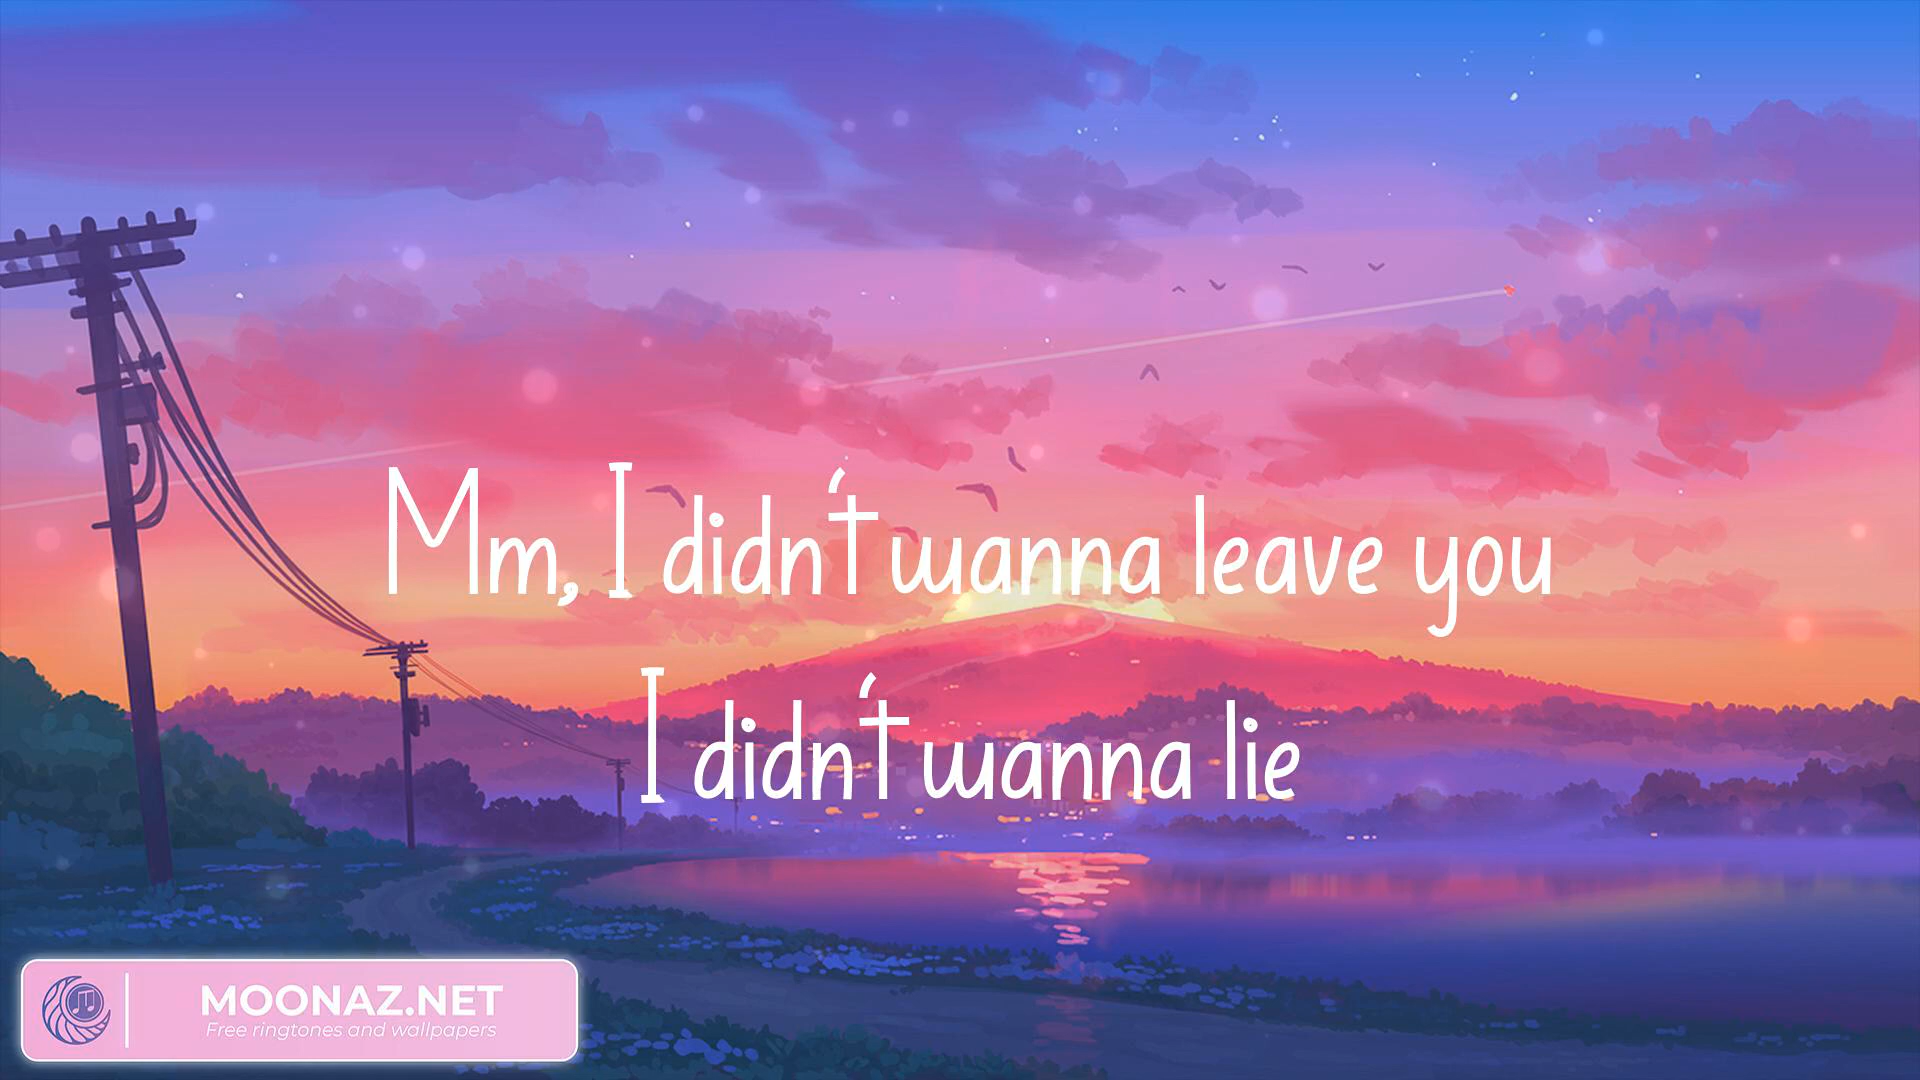 Mm, I didn't wanna leave you
I didn't wanna lie
MOONAZ.NET
Free ringtones and wallpapers